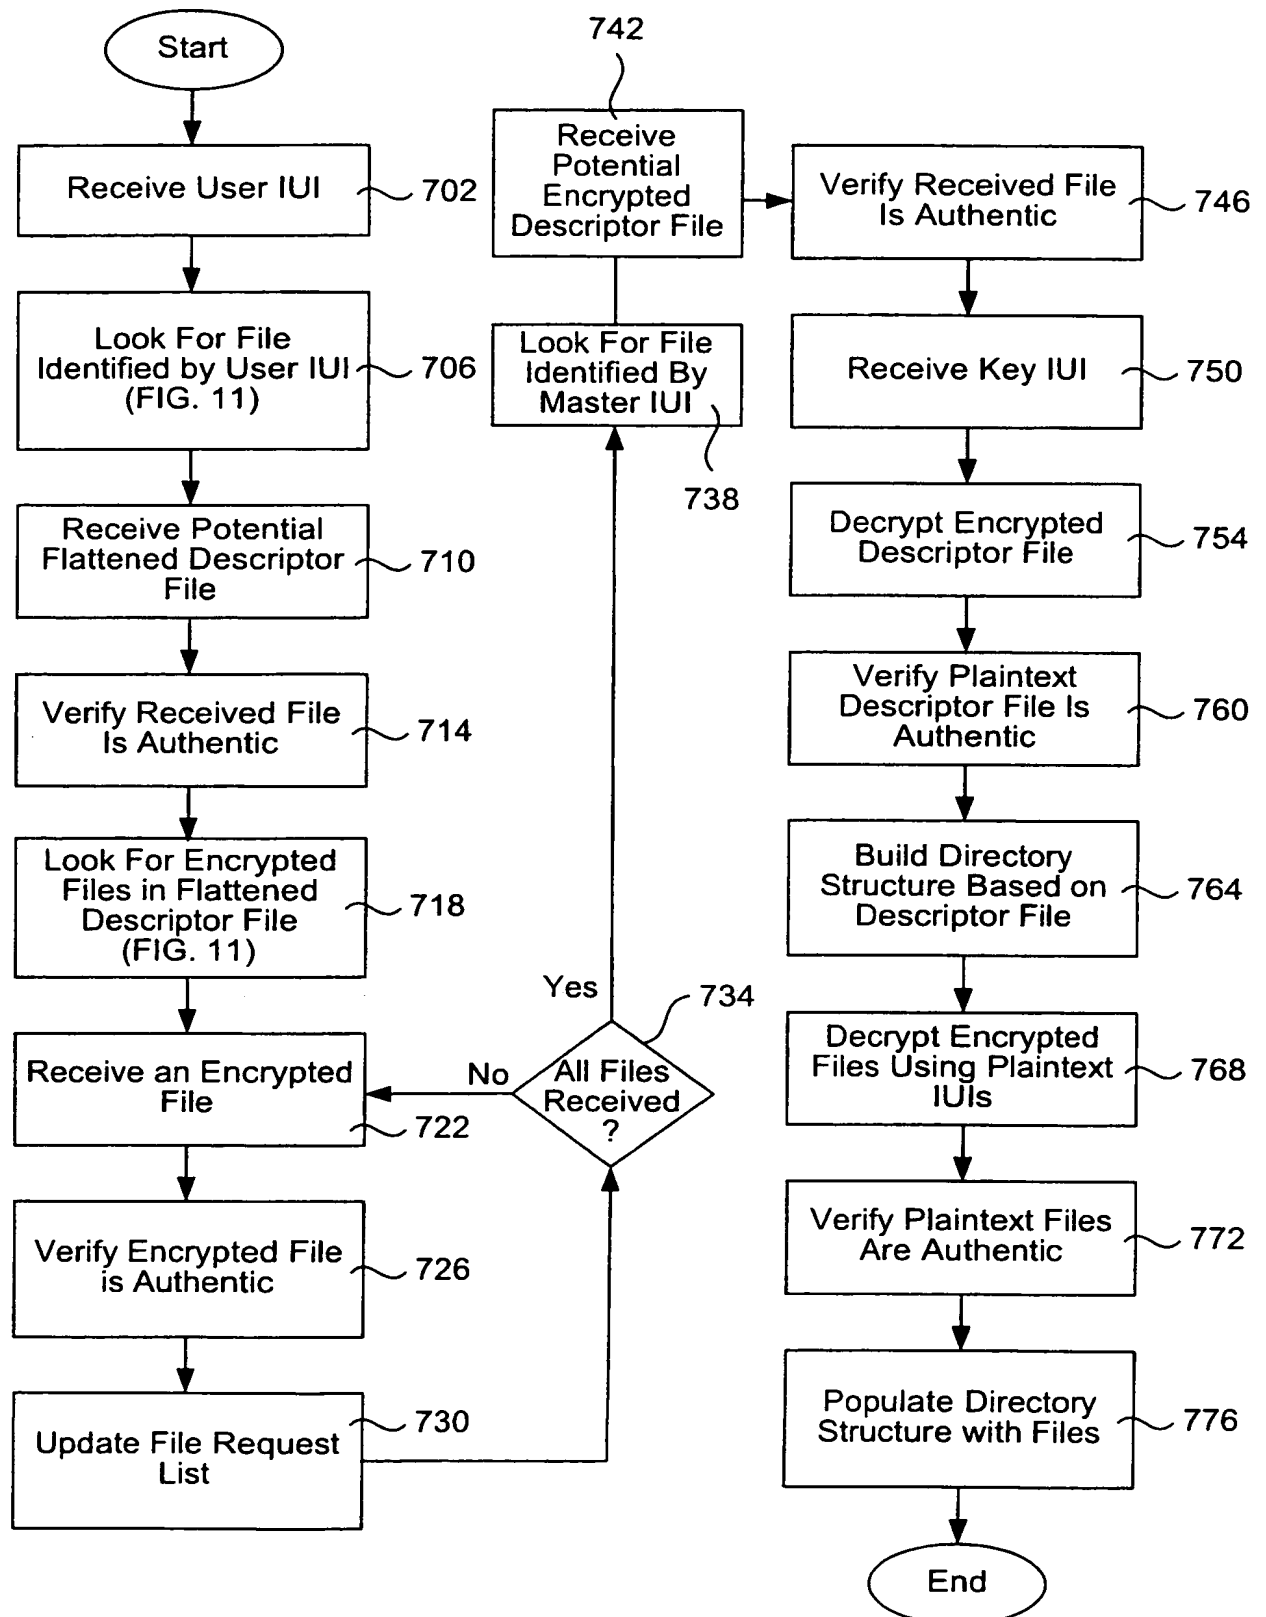 Start
Receive User IUI
702
Look For File
Identified by User IUI
(FIG. 11)
706
Receive Potential
Flattened Descriptor
File
710
Verify Received File
Is Authentic
714
Look For Encrypted
Files in Flattened
Descriptor File
(FIG. 11)
718
Receive an Encrypted
File
722
Verify Encrypted File
is Authentic
726
Update File Request
List
730
All Files
Received
?
734
No
Yes
Look For File
Identified By
Master IUI
738
742
Receive
Potential
Encrypted
Descriptor File
Verify Received File
Is Authentic
746
Receive Key IUI
750
Decrypt Encrypted
Descriptor File
754
Verify Plaintext
Descriptor File Is
Authentic
760
Build Directory
Structure Based on
Descriptor File
764
Decrypt Encrypted
Files Using Plaintext
IUIs
768
Verify Plaintext Files
Are Authentic
772
Populate Directory
Structure with Files
776
End